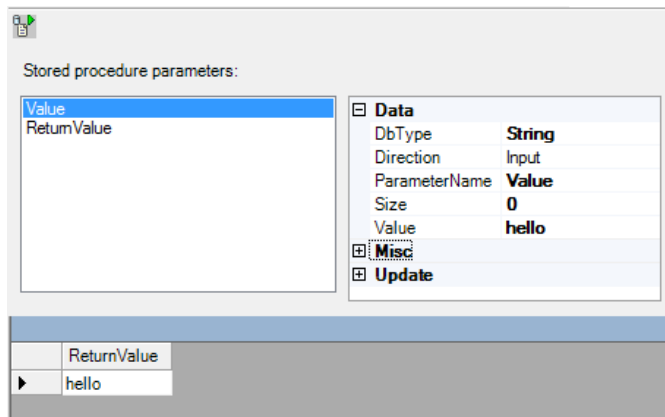 Stored procedure parameters:
Value
ReturnValue
Data
DbType String
Direction Input
ParameterName Value
Size 0
Value hello
Misc
Update
ReturnValue
hello